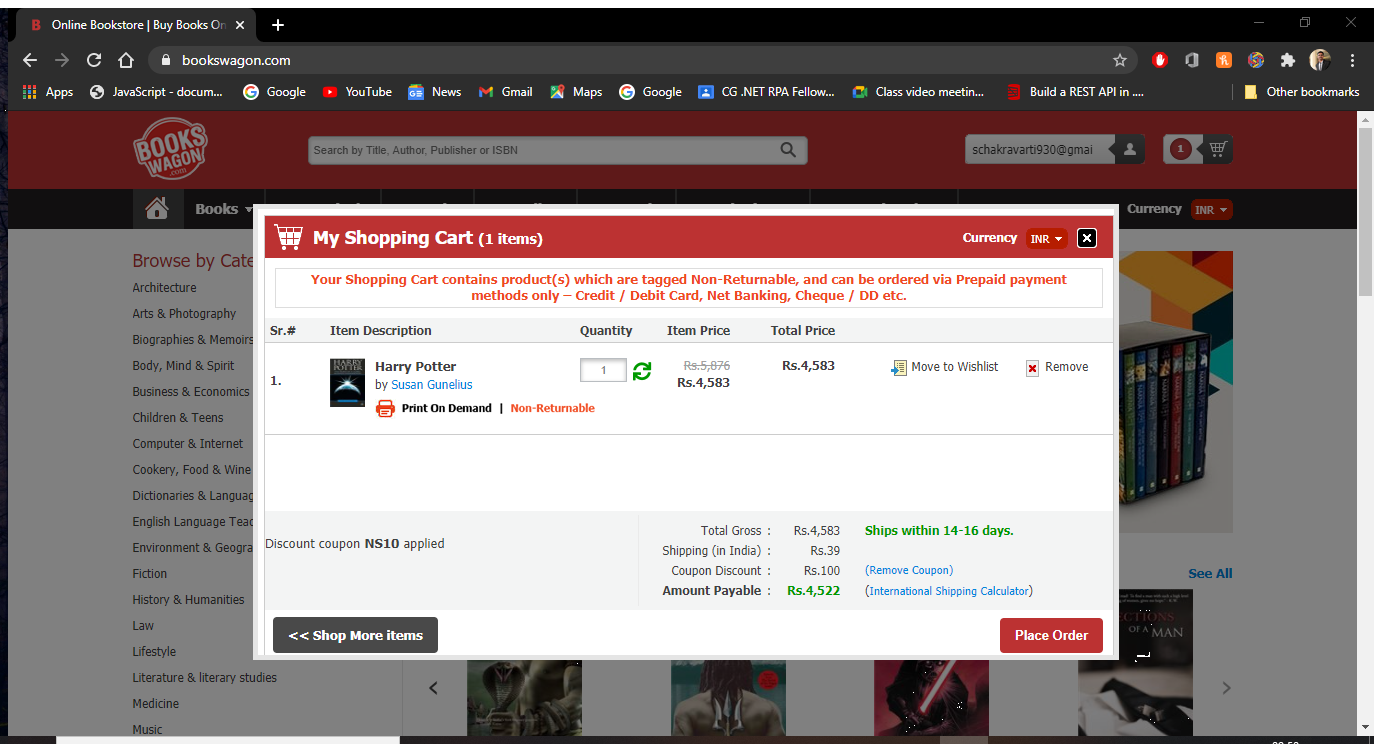 B Online Bookstore | Buy Books On
bookswagon.com
Apps JavaScript - docum... Google YouTube News Gmail Maps Google CG .NET RPA Fellow... Class video meetin... Build a REST API in .... Other bookmarks
BOOKS
WAGON
.com
Search by Title, Author, Publisher or ISBN
schakravarti930@gmai
1
Books
Currency INR
My Shopping Cart (1 items)
Currency INR
Your Shopping Cart contains product(s) which are tagged Non-Returnable, and can be ordered via Prepaid payment
methods only – Credit / Debit Card, Net Banking, Cheque / DD etc.
Sr.# Item Description Quantity Item Price Total Price
1.
HARRY
POTTER
Harry Potter
by Susan Gunelius
Print On Demand | Non-Returnable
1
Rs.5,876
Rs.4,583
Rs.4,583
Move to Wishlist
Remove
Discount coupon NS10 applied
Total Gross : Rs.4,583 Ships within 14-16 days.
Shipping (in India) : Rs.39
Coupon Discount : Rs.100 (Remove Coupon)
Amount Payable : Rs.4,522 (International Shipping Calculator)
<< Shop More items
Place Order
Browse by Cate
Architecture
Arts & Photography
Biographies & Memoirs
Body, Mind & Spirit
Business & Economics
Children & Teens
Computer & Internet
Cookery, Food & Wine
Dictionaries & Languag
English Language Teac
Environment & Geogra
Fiction
History & Humanities
Law
Lifestyle
Literature & literary studies
Medicine
Music
See All
CTIONS
OF A MAN